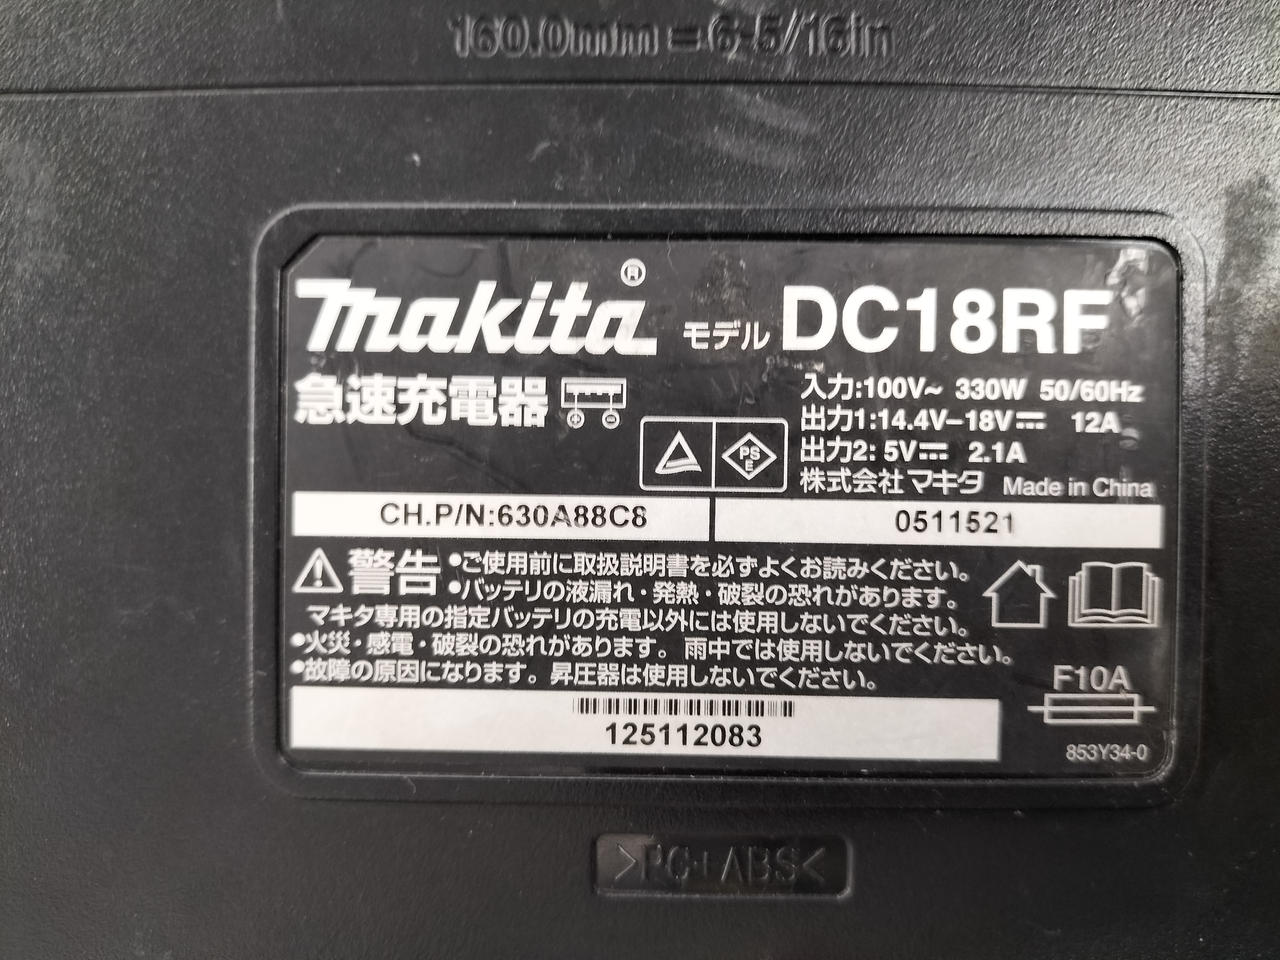 160.0mm = 6-5/16in
makita® モデル DC18RF
急速充電器
入力:100V~ 330W 50/60Hz
出力1:14.4V-18V⎓ 12A
出力2: 5V⎓ 2.1A
PS
E
株式会社マキタ Made in China
CH.P/N:630A88C8
0511521
⚠警告 •ご使用前に取扱説明書を必ずよくお読みください。
•バッテリの液漏れ・発熱・破裂の恐れがあります。
マキタ専用の指定バッテリの充電以外には使用しないでください。
•火災・感電・破裂の恐れがあります。雨中では使用しないでください。
•故障の原因になります。昇圧器は使用しないでください。
F10A
125112083
853Y34-0
>PC+ABS<